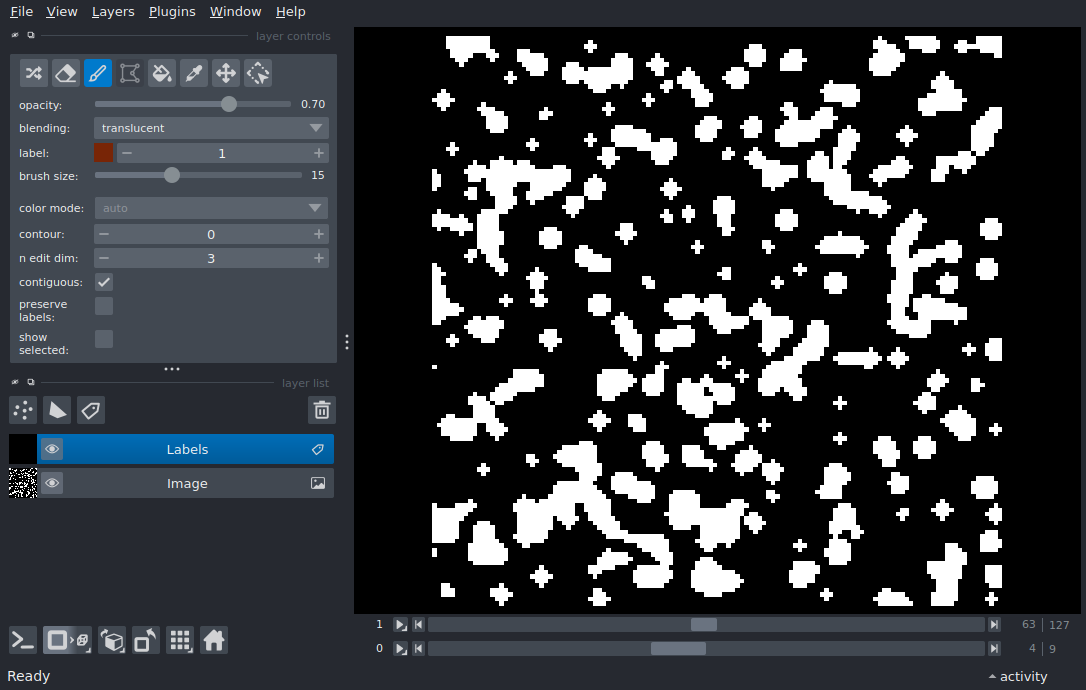 File View Layers Plugins Window Help
layer controls
opacity: 0.70
blending: translucent
label: 1
brush size: 15
color mode: auto
contour: 0
n edit dim: 3
contiguous:
preserve
labels:
show
selected:
layer list
Labels
Image
1 63 127
0 4 9
Ready activity